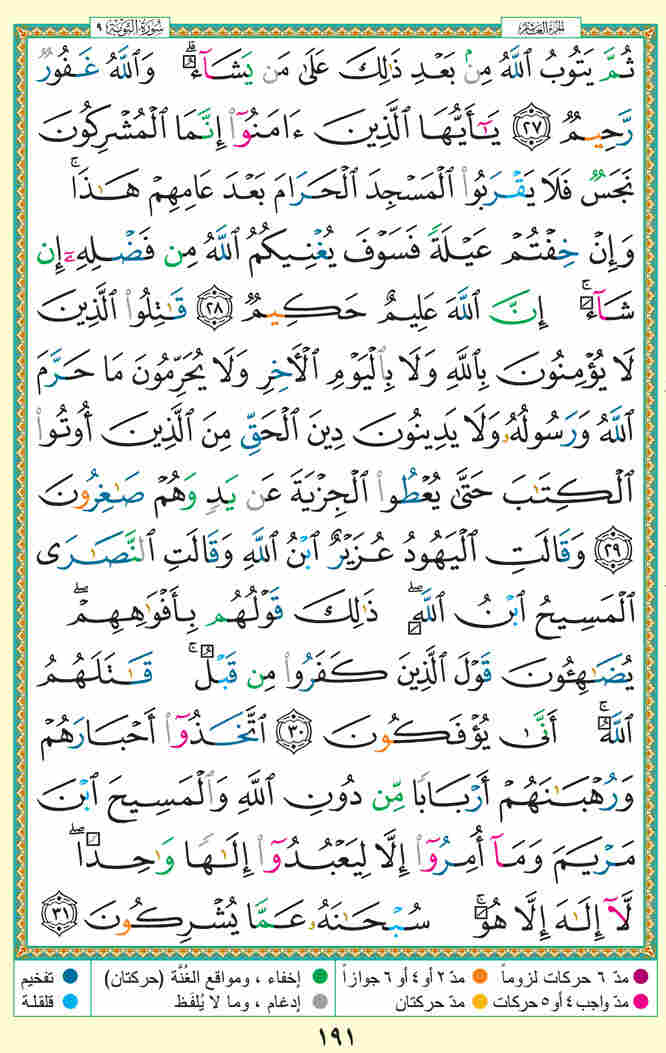 سُورَةُ التَّوْبَةِ ٩
الجزء العاشر
ثُمَّ يَتُوبُ ٱللَّهُ مِنۢ بَعْدِ ذَٰلِكَ عَلَىٰ مَن يَشَآءُ ۗ وَٱللَّهُ غَفُورٌ
رَّحِيمٌ ٢٧ يَـٰٓأَيُّهَا ٱلَّذِينَ ءَامَنُوٓا۟ إِنَّمَا ٱلْمُشْرِكُونَ
نَجَسٌ فَلَا يَقْرَبُوا۟ ٱلْمَسْجِدَ ٱلْحَرَامَ بَعْدَ عَامِهِمْ هَـٰذَا ۚ
وَإِنْ خِفْتُمْ عَيْلَةً فَسَوْفَ يُغْنِيكُمُ ٱللَّهُ مِن فَضْلِهِۦٓ إِن
شَآءَ ۚ إِنَّ ٱللَّهَ عَلِيمٌ حَكِيمٌ ٢٨ قَـٰتِلُوا۟ ٱلَّذِينَ
لَا يُؤْمِنُونَ بِٱللَّهِ وَلَا بِٱلْيَوْمِ ٱلْـَٔاخِرِ وَلَا يُحَرِّمُونَ مَا حَرَّمَ
ٱللَّهُ وَرَسُولُهُۥ وَلَا يَدِينُونَ دِينَ ٱلْحَقِّ مِنَ ٱلَّذِينَ أُوتُوا۟
ٱلْكِتَـٰبَ حَتَّىٰ يُعْطُوا۟ ٱلْجِزْيَةَ عَن يَدٍ وَهُمْ صَـٰغِرُونَ
٢٩ وَقَالَتِ ٱلْيَهُودُ عُزَيْرٌ ٱبْنُ ٱللَّهِ وَقَالَتِ ٱلنَّصَـٰرَى
ٱلْمَسِيحُ ٱبْنُ ٱللَّهِ ۖ ذَٰلِكَ قَوْلُهُم بِأَفْوَٰهِهِمْ ۖ
يُضَـٰهِـُٔونَ قَوْلَ ٱلَّذِينَ كَفَرُوا۟ مِن قَبْلُ ۚ قَـٰتَلَهُمُ
ٱللَّهُ ۚ أَنَّىٰ يُؤْفَكُونَ ٣٠ ٱتَّخَذُوٓا۟ أَحْبَارَهُمْ
وَرُهْبَـٰنَهُمْ أَرْبَابًا مِّن دُونِ ٱللَّهِ وَٱلْمَسِيحَ ٱبْنَ
مَرْيَمَ وَمَآ أُمِرُوٓا۟ إِلَّا لِيَعْبُدُوٓا۟ إِلَـٰهًا وَٰحِدًا ۖ
لَّآ إِلَـٰهَ إِلَّا هُوَ ۚ سُبْحَـٰنَهُۥ عَمَّا يُشْرِكُونَ ٣١
مدّ ٦ حركات لزوماً مدّ ٢ أو ٤ أو ٦ جوازاً إخفاء ، ومواقع الغُنَّة (حركتان) تفخيم
مدّ واجب ٤ أو ٥ حركات مدّ حركتان إدغام ، وما لا يُلفَظ قلقلة
١٩١